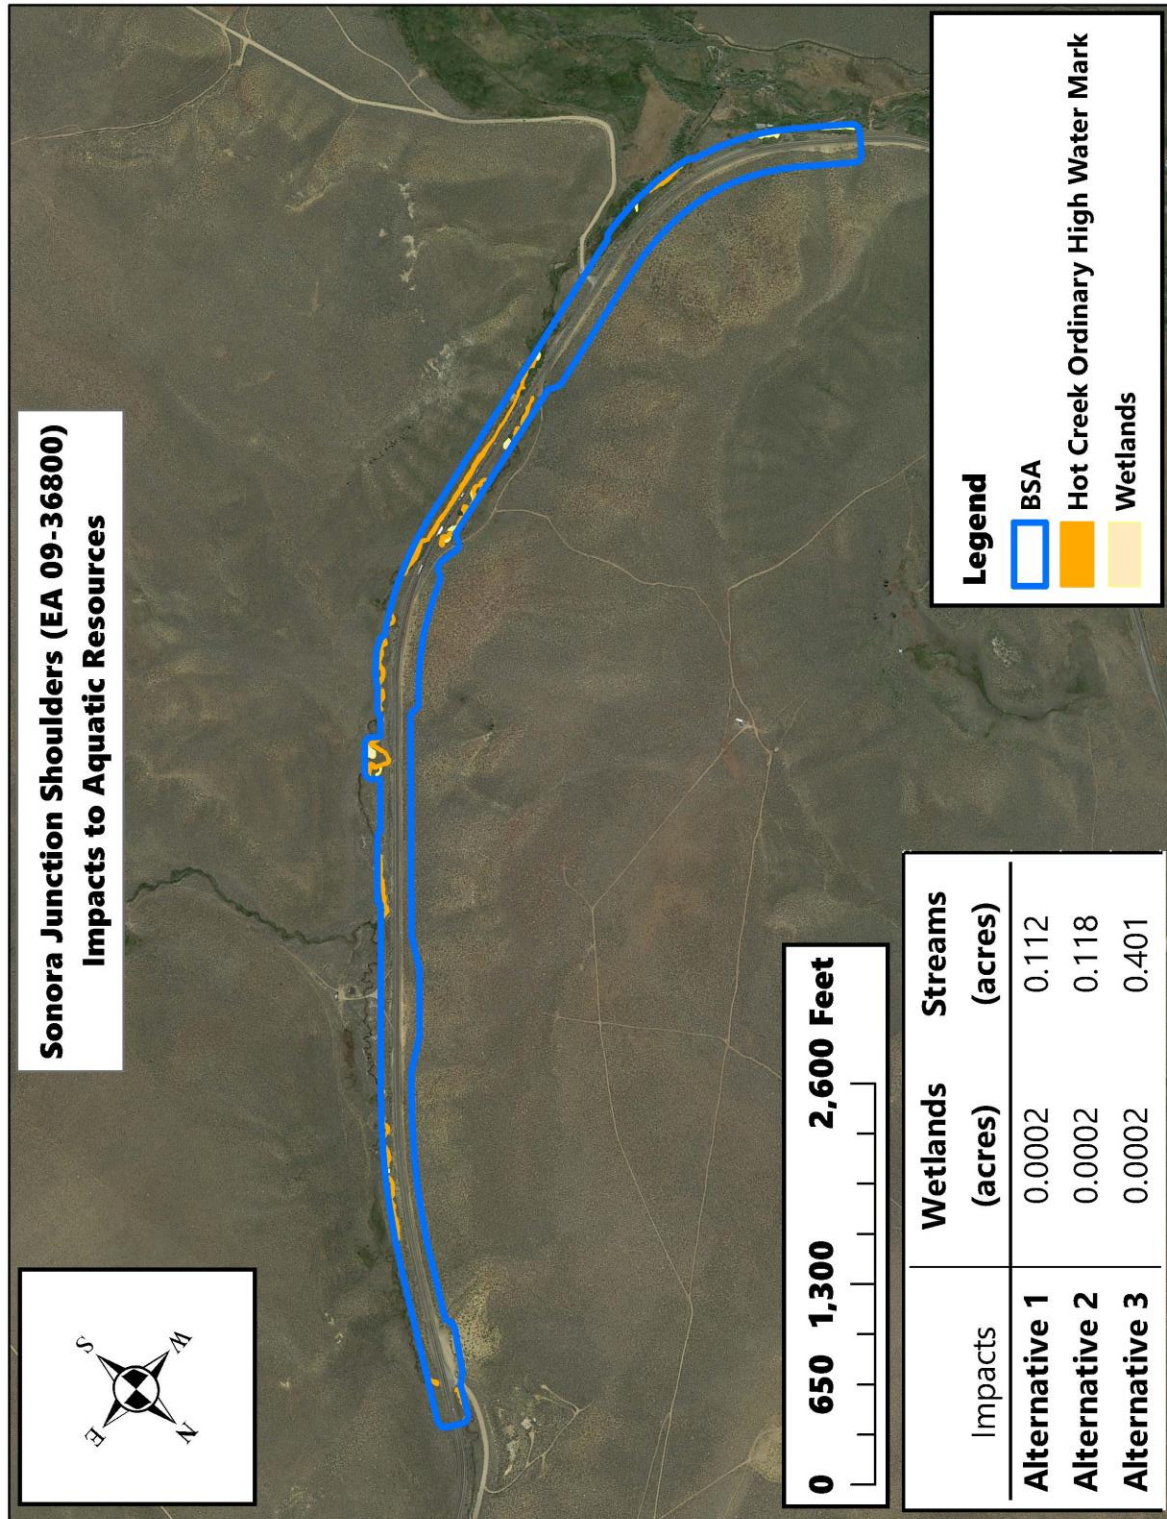 Sonora Junction Shoulders (EA 09-36800)
Impacts to Aquatic Resources
S
W
E
N
0 650 1,300 2,600 Feet
Impacts Wetlands (acres) Streams (acres)
Alternative 1 0.0002 0.112
Alternative 2 0.0002 0.118
Alternative 3 0.0002 0.401
Legend
BSA
Hot Creek Ordinary High Water Mark
Wetlands